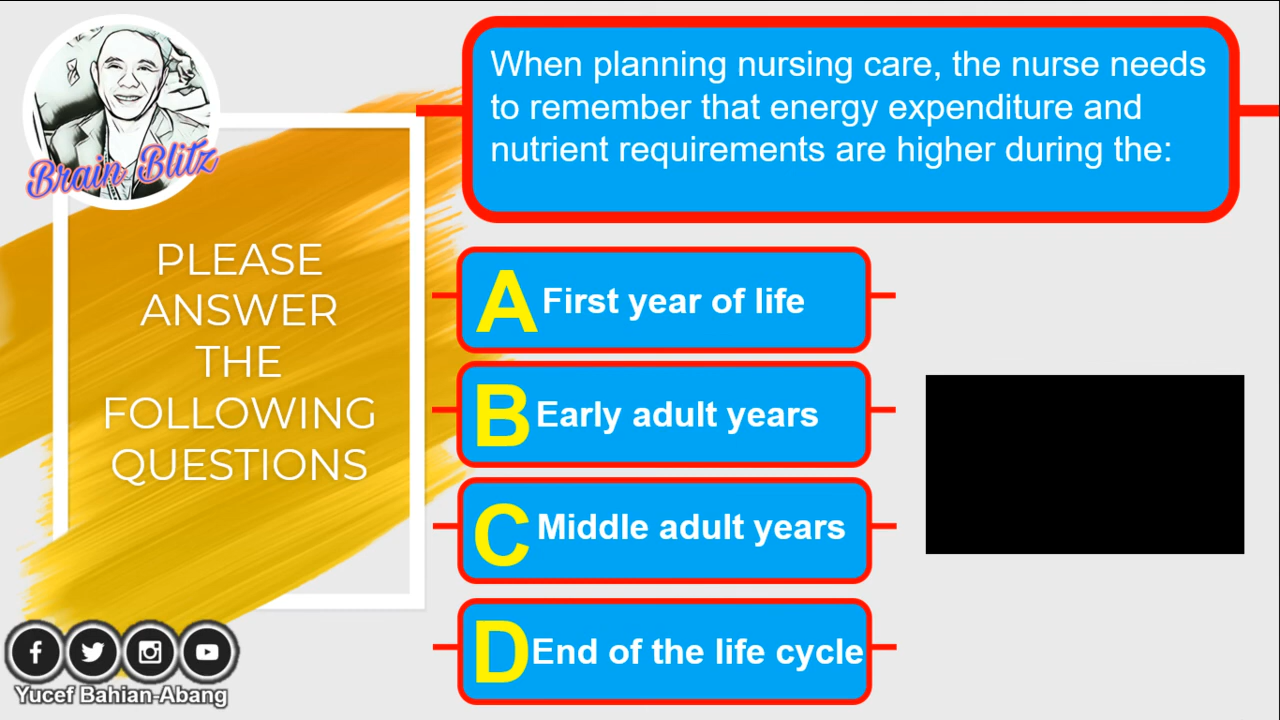 Brain Blitz
PLEASE
ANSWER
THE
FOLLOWING
QUESTIONS
Yucef Bahian-Abang
When planning nursing care, the nurse needs
to remember that energy expenditure and
nutrient requirements are higher during the:
A First year of life
B Early adult years
C Middle adult years
D End of the life cycle